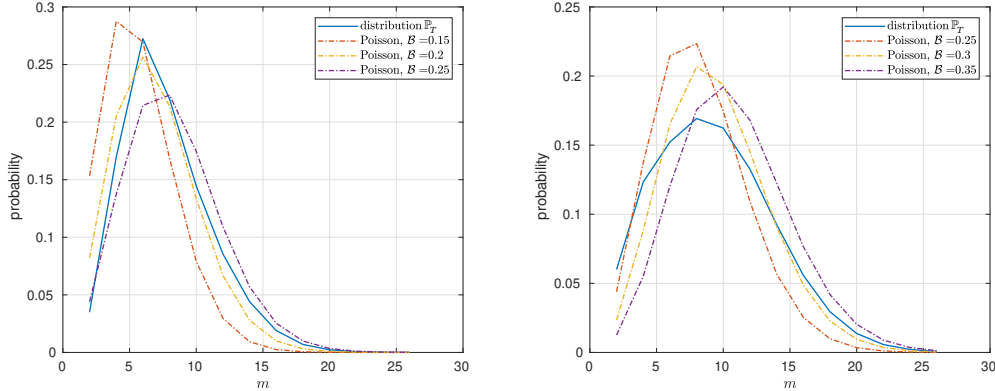 0.3
0.25
0.2
0.15
0.1
0.05
0
0 5 10 15 20 25 30
probability
m
distribution ℙ_T
Poisson, ℬ =0.15
Poisson, ℬ =0.2
Poisson, ℬ =0.25
0.25
0.2
0.15
0.1
0.05
0
0 5 10 15 20 25 30
probability
m
distribution ℙ_T
Poisson, ℬ =0.25
Poisson, ℬ =0.3
Poisson, ℬ =0.35